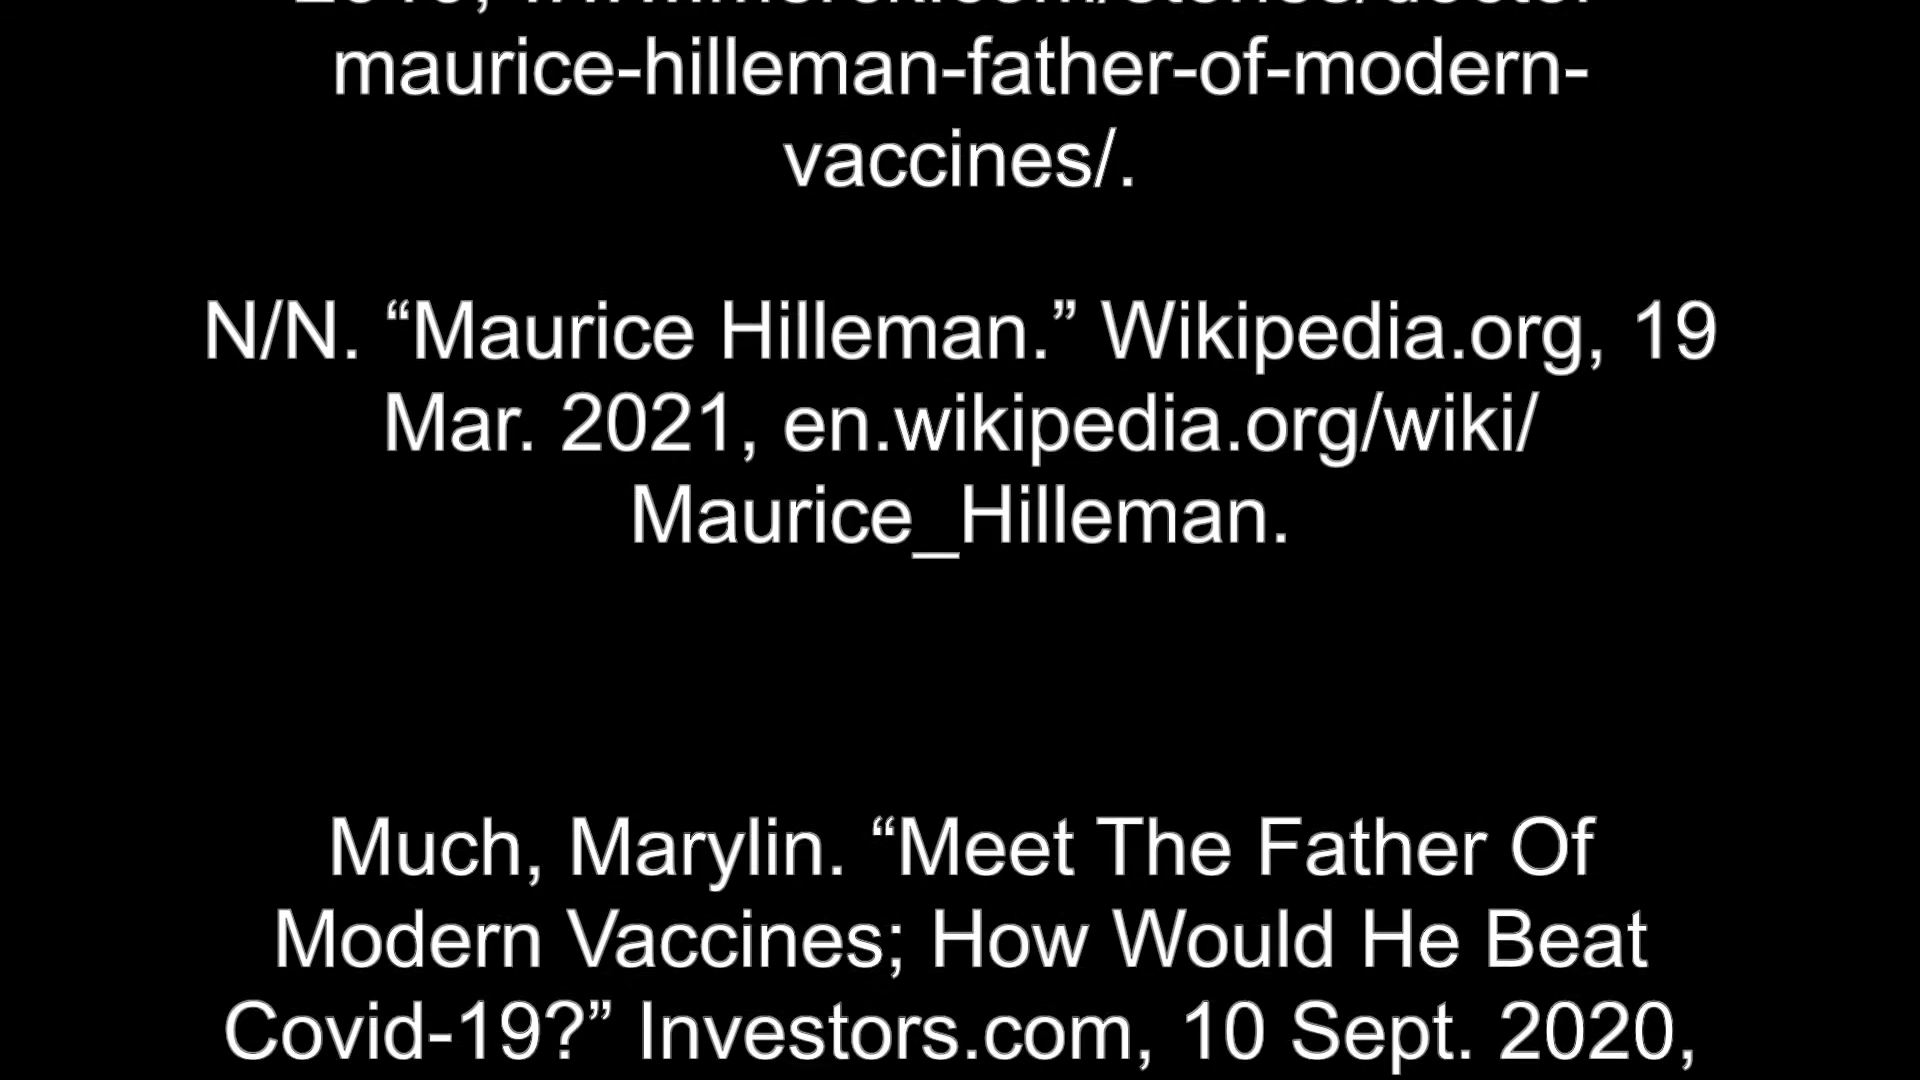 maurice-hilleman-father-of-modern-
vaccines/.
N/N. “Maurice Hilleman.” Wikipedia.org, 19
Mar. 2021, en.wikipedia.org/wiki/
Maurice_Hilleman.
Much, Marylin. “Meet The Father Of
Modern Vaccines; How Would He Beat
Covid-19?” Investors.com, 10 Sept. 2020,